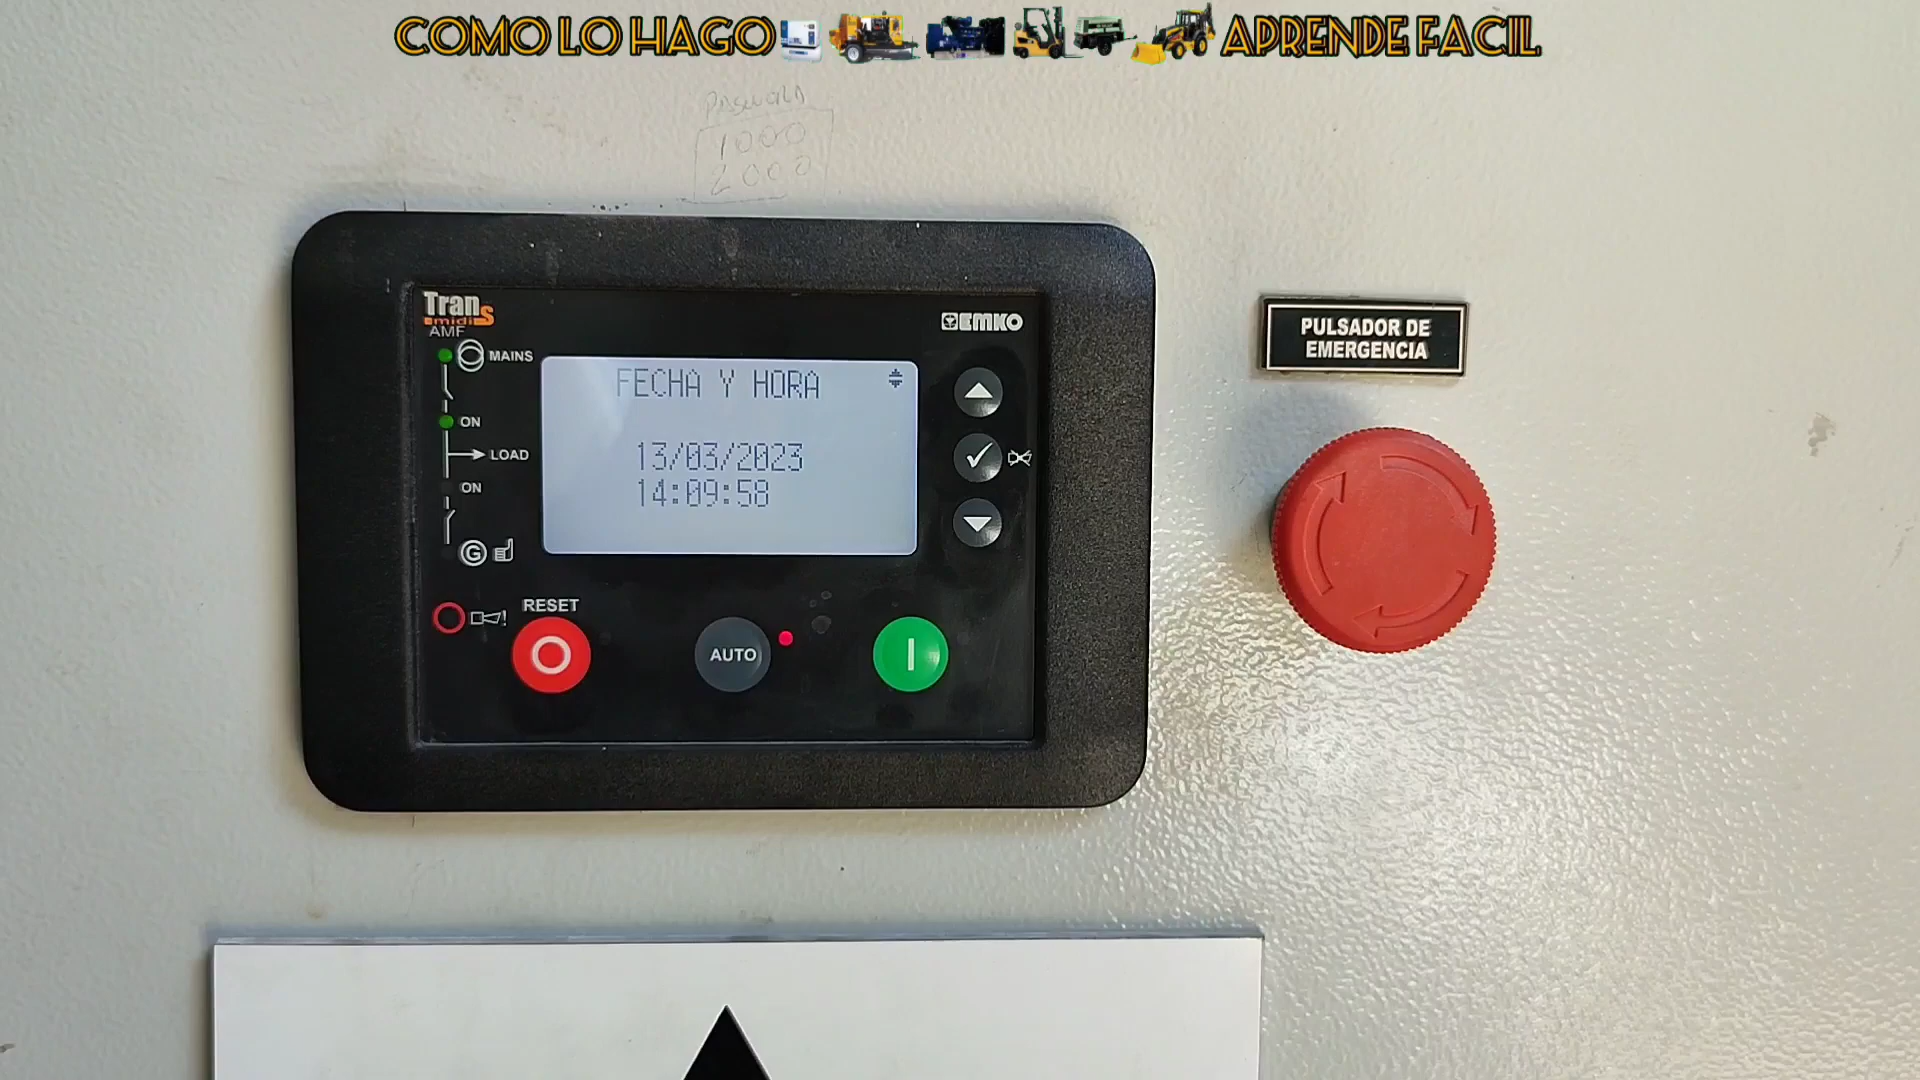 COMO LO HAGO APRENDE FACIL
1000
2000
Trans
midi
AMF
EMKO
MAINS
FECHA Y HORA
ON
13/03/2023
LOAD
14:09:58
ON
G
RESET
AUTO
PULSADOR DE
EMERGENCIA